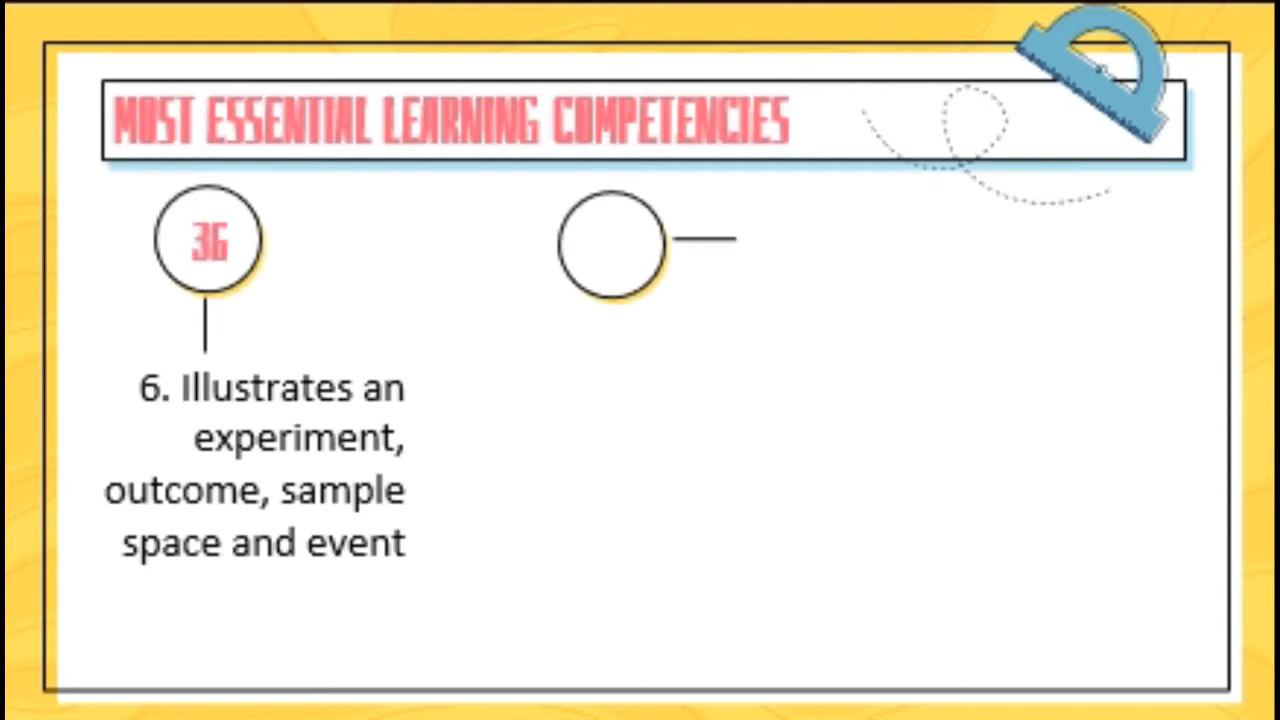 MOST ESSENTIAL LEARNING COMPETENCIES
36
6. Illustrates an
experiment,
outcome, sample
space and event